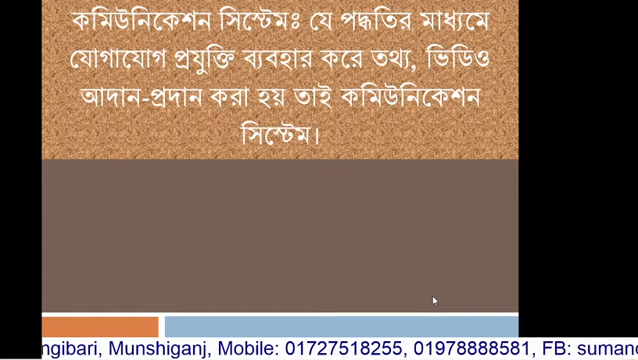 কমিউনিকেশন সিস্টেমঃ যে পদ্ধতির মাধ্যমে
যোগাযোগ প্রযুক্তি ব্যবহার করে তথ্য, ভিডিও
আদান-প্রদান করা হয় তাই কমিউনিকেশন
সিস্টেম।
ngibari, Munshiganj, Mobile: 01727518255, 01978888581, FB: suman